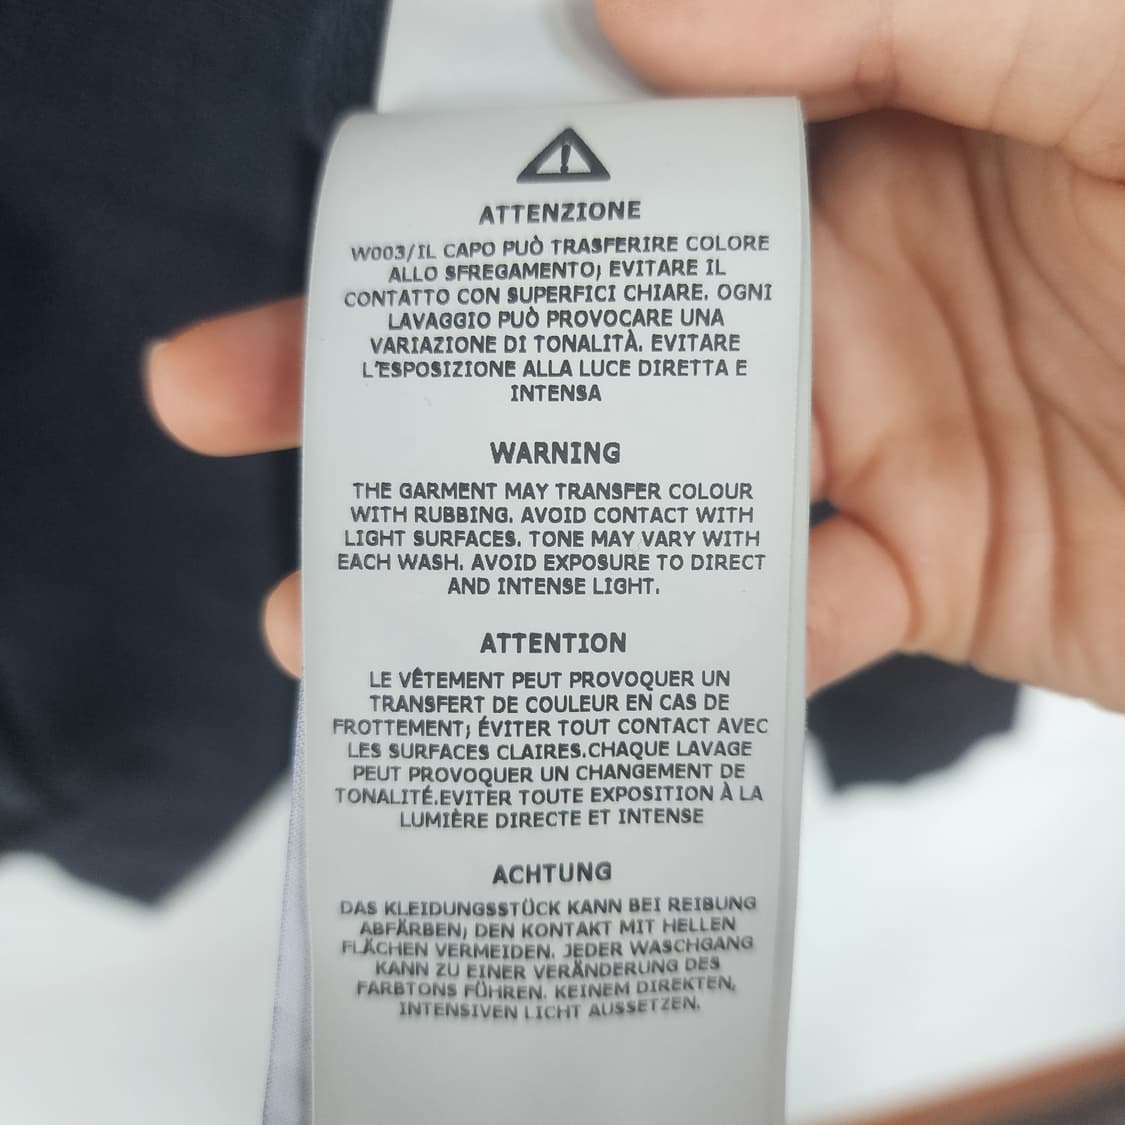 ATTENZIONE
W003/IL CAPO PUÒ TRASFERIRE COLORE
ALLO SFREGAMENTO; EVITARE IL
CONTATTO CON SUPERFICI CHIARE. OGNI
LAVAGGIO PUÒ PROVOCARE UNA
VARIAZIONE DI TONALITÀ. EVITARE
L'ESPOSIZIONE ALLA LUCE DIRETTA E
INTENSA
WARNING
THE GARMENT MAY TRANSFER COLOUR
WITH RUBBING. AVOID CONTACT WITH
LIGHT SURFACES. TONE MAY VARY WITH
EACH WASH. AVOID EXPOSURE TO DIRECT
AND INTENSE LIGHT.
ATTENTION
LE VÊTEMENT PEUT PROVOQUER UN
TRANSFERT DE COULEUR EN CAS DE
FROTTEMENT; ÉVITER TOUT CONTACT AVEC
LES SURFACES CLAIRES.CHAQUE LAVAGE
PEUT PROVOQUER UN CHANGEMENT DE
TONALITÉ.EVITER TOUTE EXPOSITION À LA
LUMIÈRE DIRECTE ET INTENSE
ACHTUNG
DAS KLEIDUNGSSTÜCK KANN BEI REIBUNG
ABFÄRBEN; DEN KONTAKT MIT HELLEN
FLÄCHEN VERMEIDEN. JEDER WASCHGANG
KANN ZU EINER VERÄNDERUNG DES
FARBTONS FÜHREN. KEINEM DIREKTEN,
INTENSIVEN LICHT AUSSETZEN.